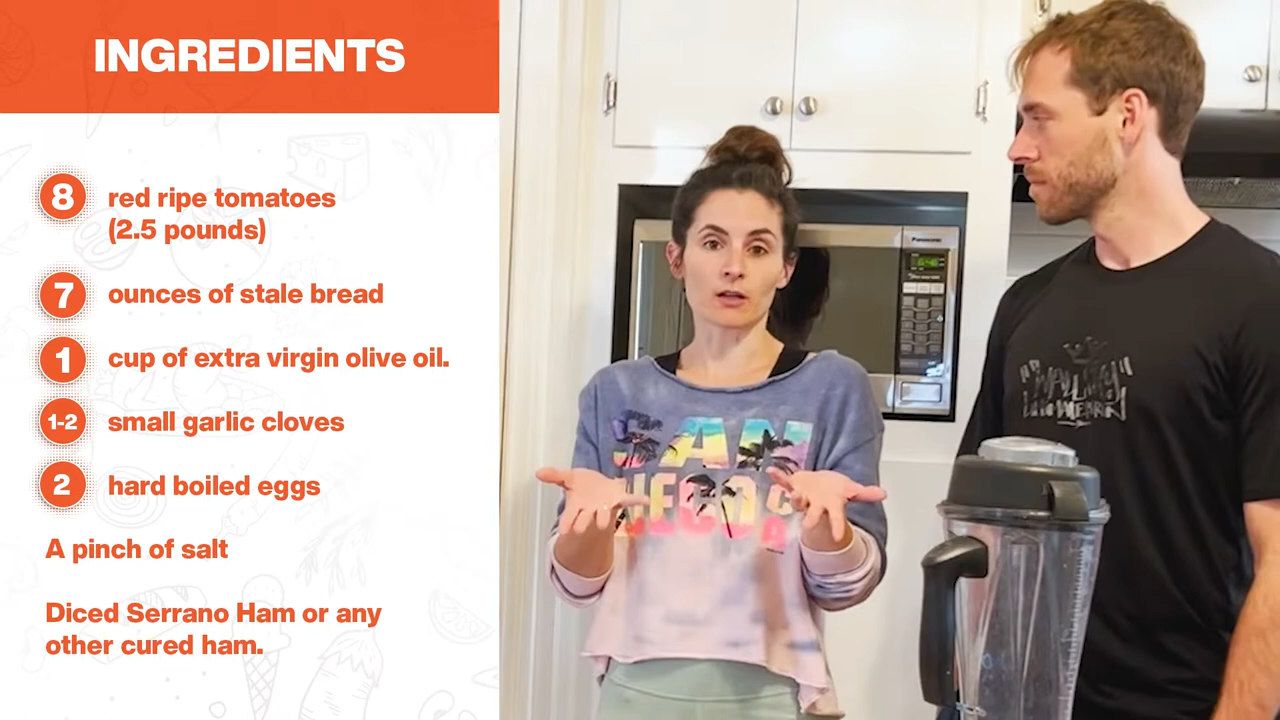 INGREDIENTS
8
red ripe tomatoes
(2.5 pounds)
7
ounces of stale bread
1
cup of extra virgin olive oil.
1-2
small garlic cloves
2
hard boiled eggs
A pinch of salt
Diced Serrano Ham or any
other cured ham.
Panasonic
SAN